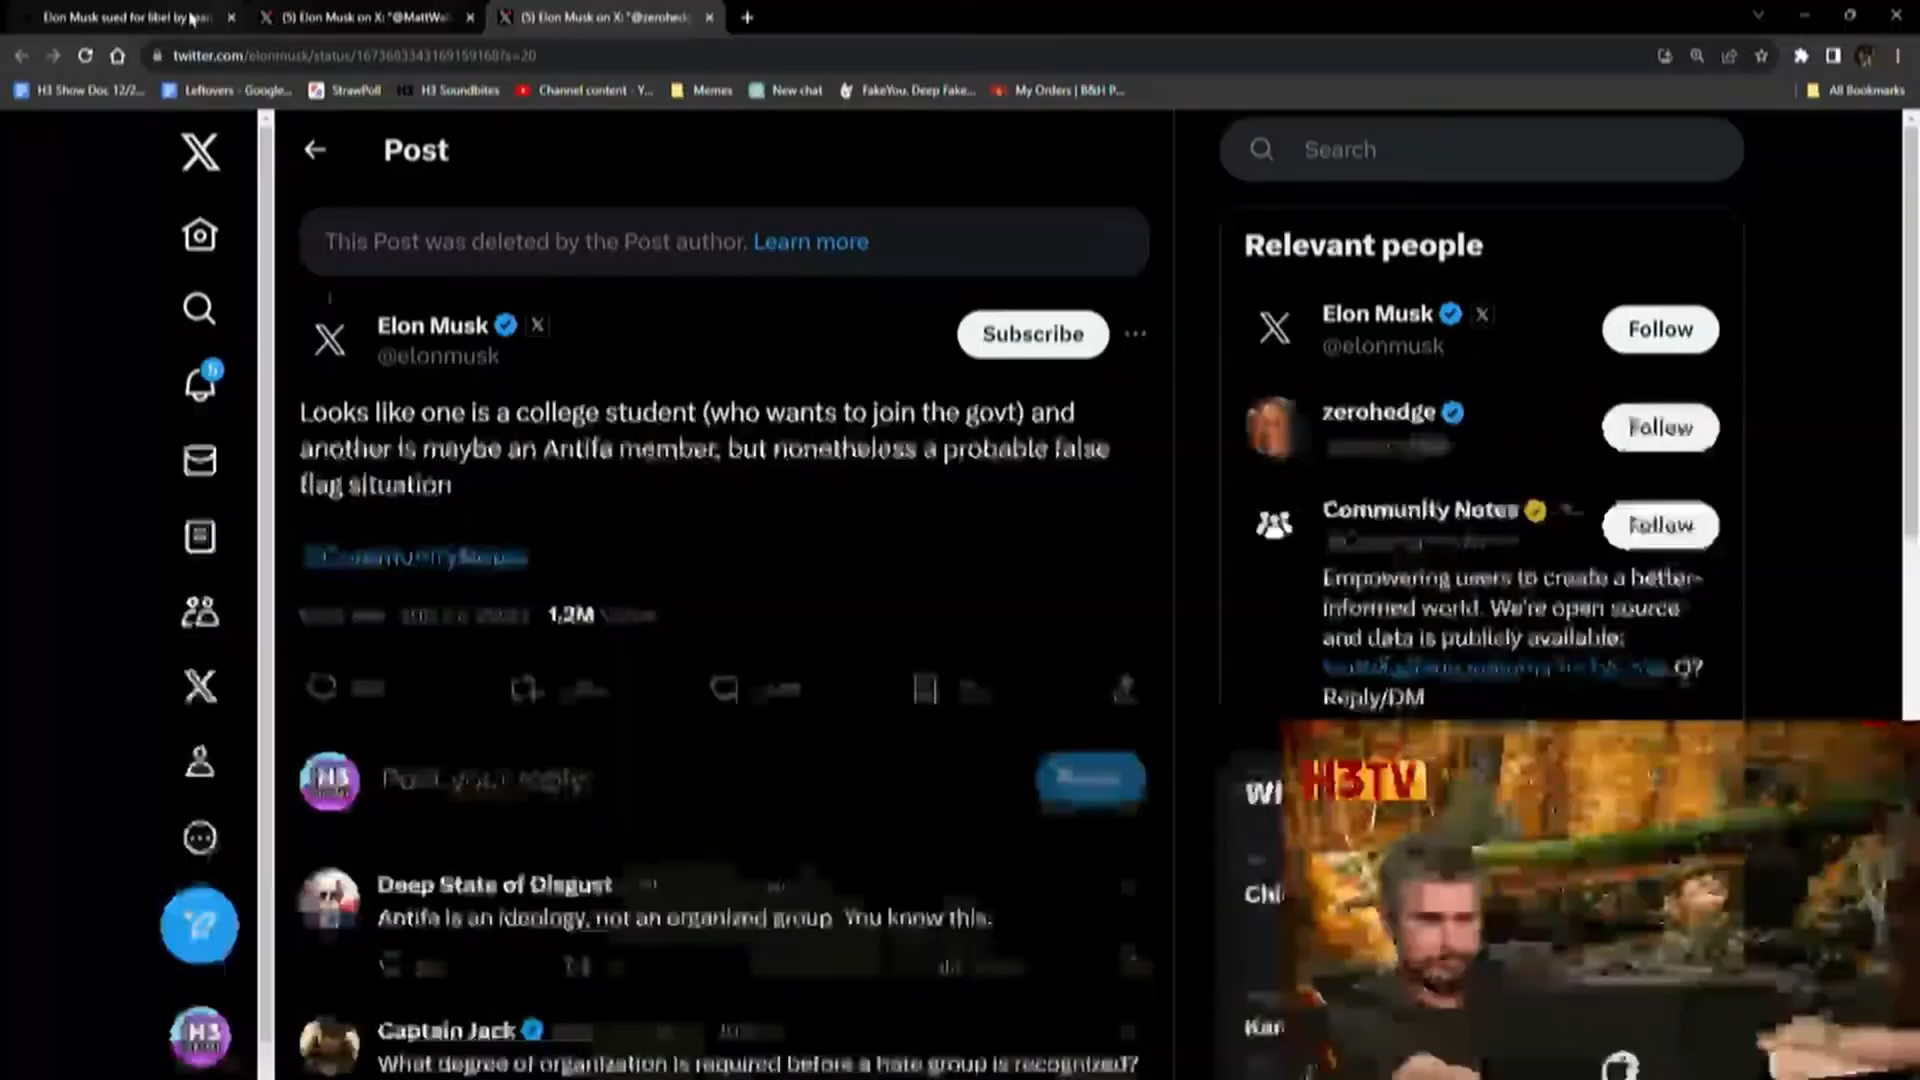 Elon Musk sued for libel by
(5) Elon Musk on X: "@MattWa
(5) Elon Musk on X: "@zerohed
twitter.com/elonmusk/status/1673683343169159168?s=20
H3 Show Doc 12/2...
Leftovers - Google...
StrawPoll
H3 Soundbites
Channel content - Y...
Memes
New chat
FakeYou. Deep Fake...
My Orders | B&H P...
All Bookmarks
Post
Search
This Post was deleted by the Post author. Learn more
Relevant people
Elon Musk
@elonmusk
Subscribe
Elon Musk
@elonmusk
Follow
Looks like one is a college student (who wants to join the govt) and
another is maybe an Antifa member, but nonetheless a probable false
flag situation
zerohedge
Follow
@CommunityNotes
Community Notes
Follow
Empowering users to create a better-
informed world. We're open source
and data is publicly available:
Q?
Reply/DM
1.2M
H3
Post your reply
H3TV
Deep State of Disgust
Antifa is an ideology, not an organized group You know this.
Captain Jack
What degree of organization is required before a hate group is recognized?
H3